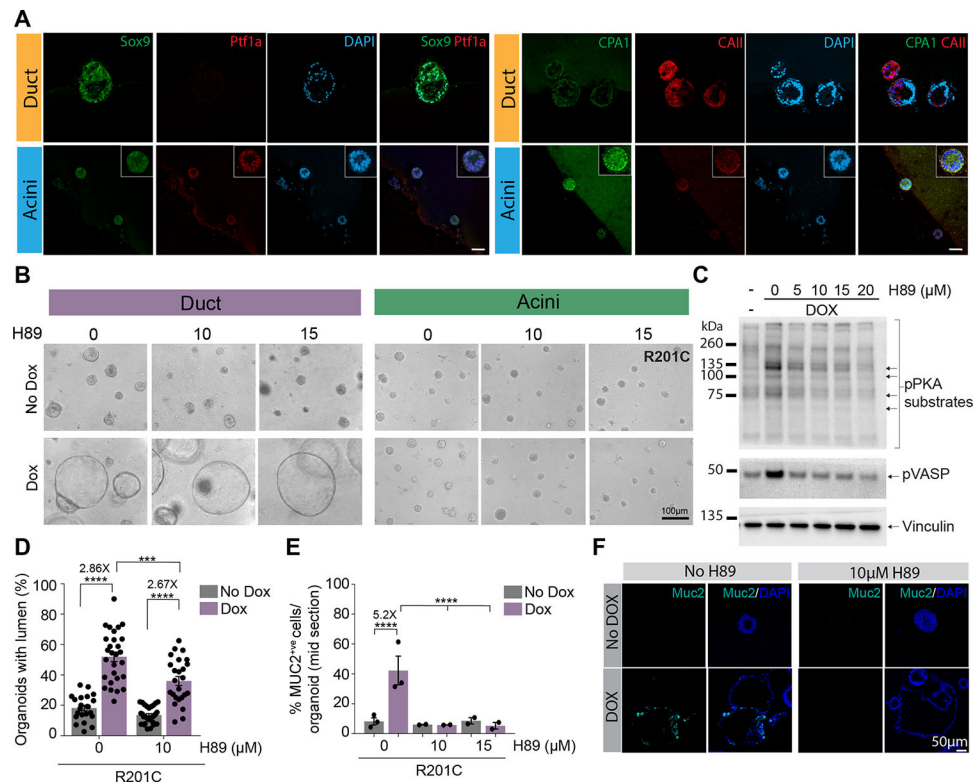 A
Sox9 Ptf1a DAPI Sox9 Ptf1a
CPA1 CAII DAPI CPA1 CAII
Duct
Acini
Duct
Acini
B
Duct Acini
H89 0 10 15 0 10 15
No Dox
R201C
Dox
100µm
C
- 0 5 10 15 20 H89 (µM)
- DOX
kDa
260
135
100
75
pPKA
substrates
50
pVASP
135
Vinculin
D
Organoids with lumen (%)
100
80
60
40
20
0
2.86X
****
***
2.67X
****
No Dox
Dox
0 10 H89 (µM)
R201C
E
% MUC2+ve cells/
organoid (mid section)
100
80
60
40
20
0
5.2X
****
****
No Dox
Dox
0 10 15 H89 (µM)
R201C
F
No H89 10µM H89
Muc2 Muc2/DAPI Muc2 Muc2/DAPI
No DOX
DOX
50µm